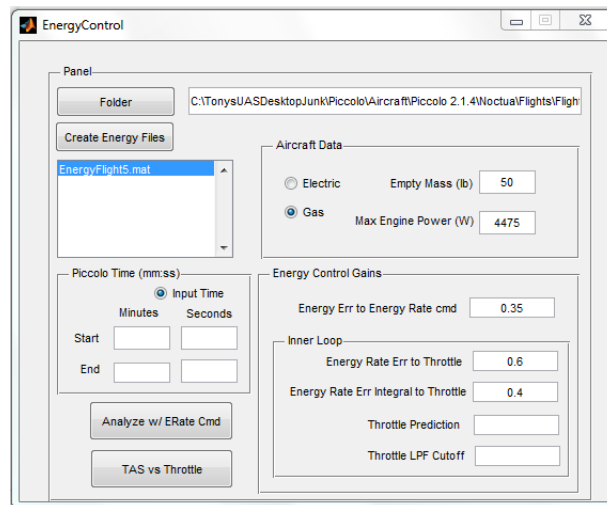 EnergyControl
Panel
Folder
C:\TonysUASDesktopJunk\Piccolo\Aircraft\Piccolo 2.1.4\Noctua\Flights\Fligh
Create Energy Files
EnergyFlight5.mat
Aircraft Data
Electric
Empty Mass (lb)
50
Gas
Max Engine Power (W)
4475
Piccolo Time (mm:ss)
Input Time
Minutes
Seconds
Start
End
Analyze w/ ERate Cmd
TAS vs Throttle
Energy Control Gains
Energy Err to Energy Rate cmd
0.35
Inner Loop
Energy Rate Err to Throttle
0.6
Energy Rate Err Integral to Throttle
0.4
Throttle Prediction
Throttle LPF Cutoff